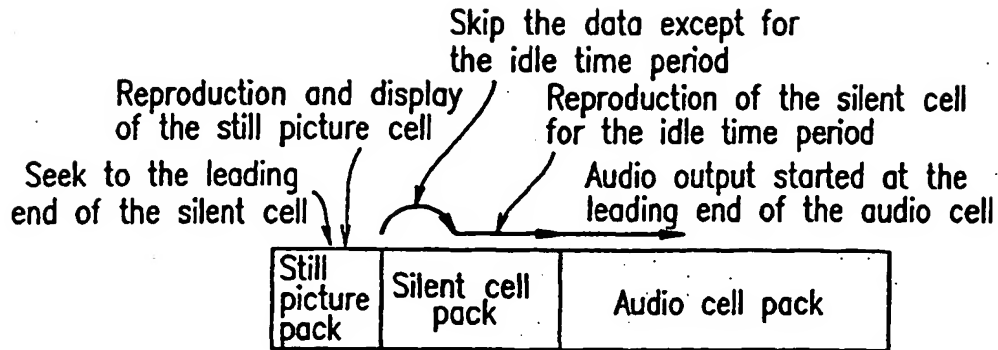 Skip the data except for
the idle time period
Reproduction and display
of the still picture cell
Reproduction of the silent cell
for the idle time period
Seek to the leading
end of the silent cell
Audio output started at the
leading end of the audio cell
Still
picture
pack
Silent cell
pack
Audio cell pack